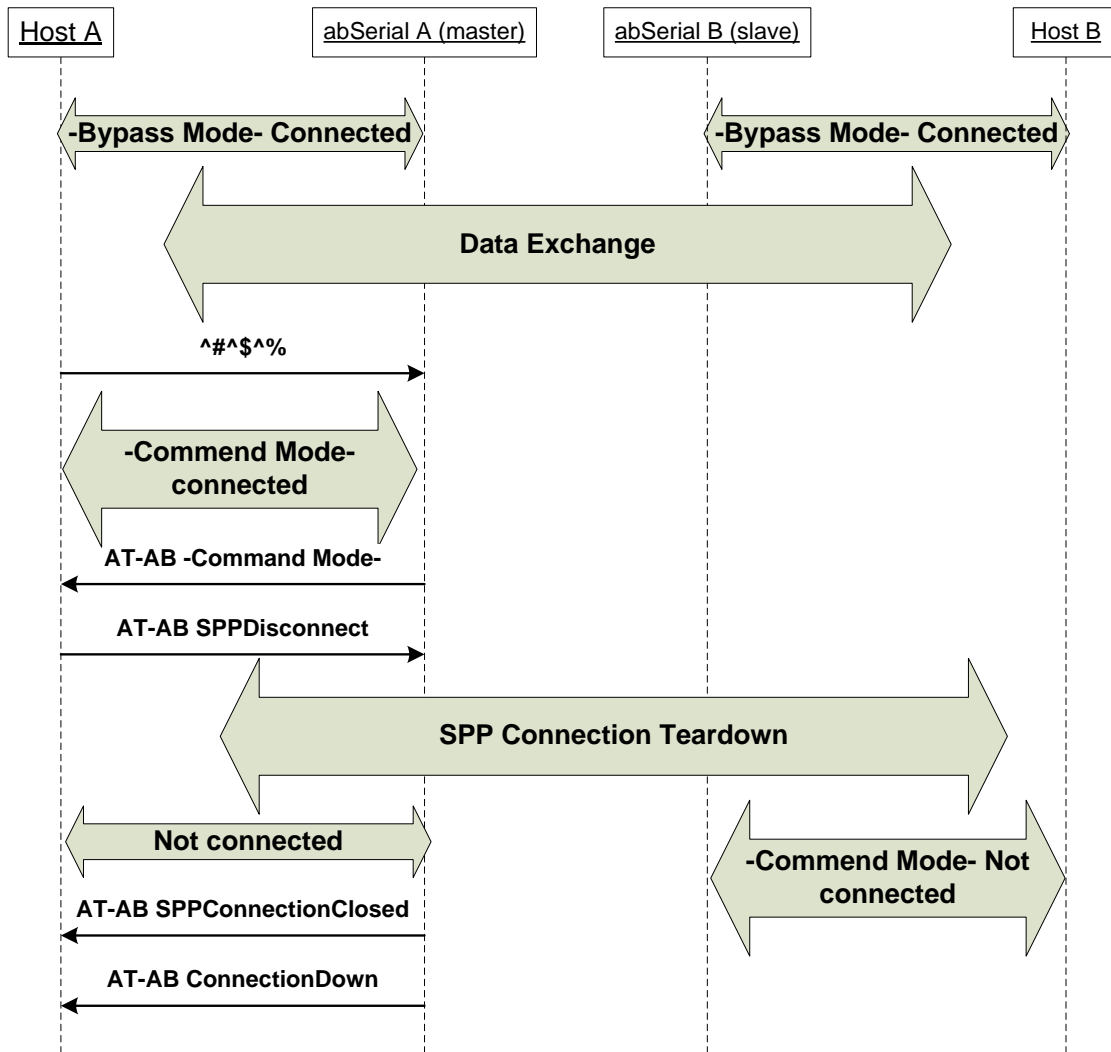 Host A
abSerial A (master)
abSerial B (slave)
Host B
-Bypass Mode- Connected
-Bypass Mode- Connected
Data Exchange
^#^$^%
-Commend Mode-
connected
AT-AB -Command Mode-
AT-AB SPPDisconnect
SPP Connection Teardown
Not connected
-Commend Mode- Not
connected
AT-AB SPPConnectionClosed
AT-AB ConnectionDown